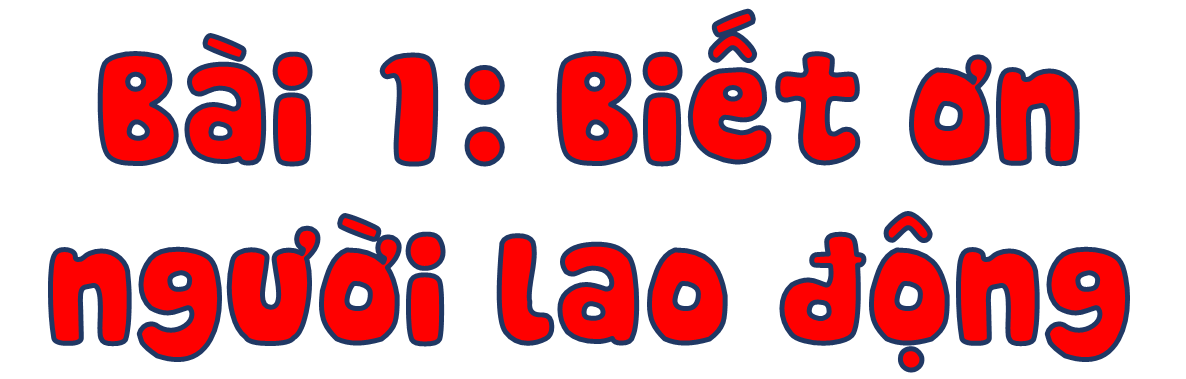 Bài 1: Biết ơn
người lao động